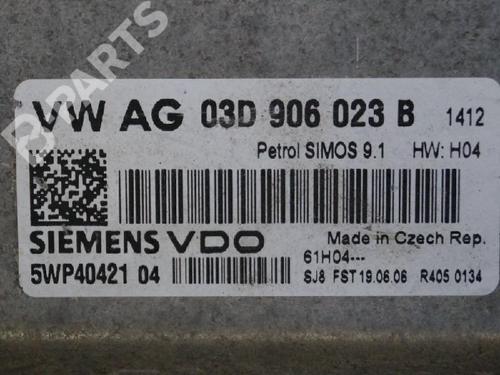 B-PARTS
VW AG 03D 906 023 B 1412
Petrol SIMOS 9.1 HW: H04
SIEMENS VDO Made in Czech Rep.
61H04---
5WP40421 04 SJ8 FST 19.06.06 R405 0134